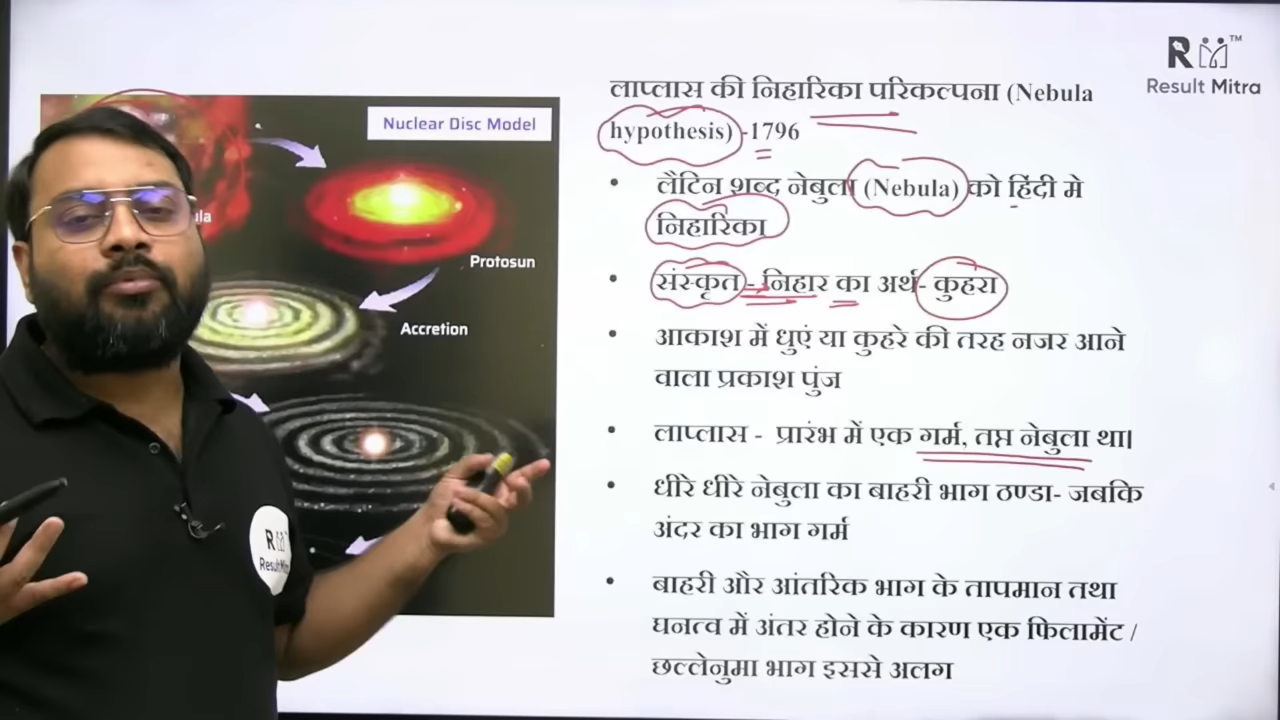 R TM
Result Mitra
लाप्लास की निहारिका परिकल्पना (Nebula
hypothesis) -1796
• लैटिन शब्द नेबुला (Nebula) को हिंदी मे
निहारिका
• संस्कृत - निहार का अर्थ- कुहरा
• आकाश में धुएं या कुहरे की तरह नजर आने
वाला प्रकाश पुंज
• लाप्लास - प्रारंभ में एक गर्म, तप्त नेबुला था।
• धीरे धीरे नेबुला का बाहरी भाग ठण्डा- जबकि
अंदर का भाग गर्म
• बाहरी और आंतरिक भाग के तापमान तथा
घनत्व में अंतर होने के कारण एक फिलामेंट /
छल्लेनुमा भाग इससे अलग
Nuclear Disc Model
Protosun
Accretion
R